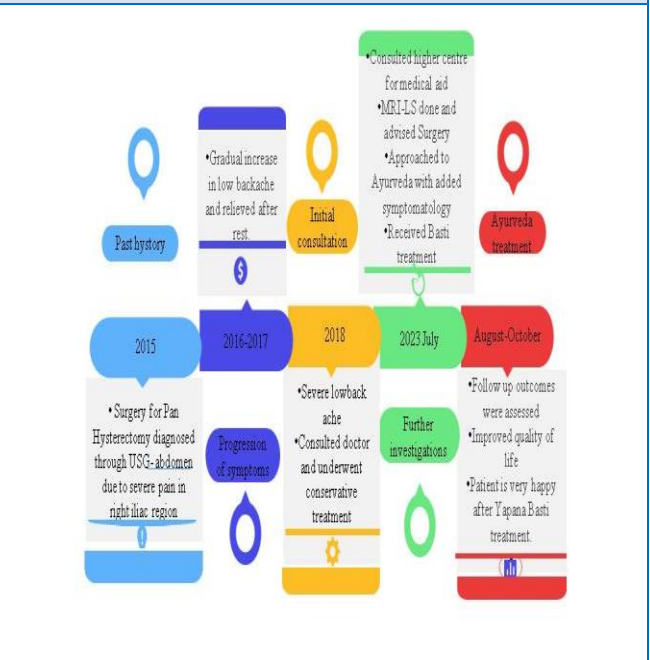 Past hystory
2015
• Surgery for Pan
Hysterectomy diagnosed
through USG- abdomen
due to severe pain in
right iliac region
•Gradual increase
in low backache
and relieved after
rest.
$
2016-2017
Progression
of symptoms
Initial
consultation
2018
•Severe lowback
ache
•Consulted doctor
and underwent
conservative
treatment
•Consulted higher centre
for medical aid
•MRI-LS done and
advised Surgery
•Approached to
Ayurveda with added
symptomatology
•Received Basti
treatment
2023 July
Further
investigations
Ayurveda
treatment
August-October
•Follow up outcomes
were assessed
•Improved quality of
life
•Patient is very happy
after Yapana Basti
treatment.